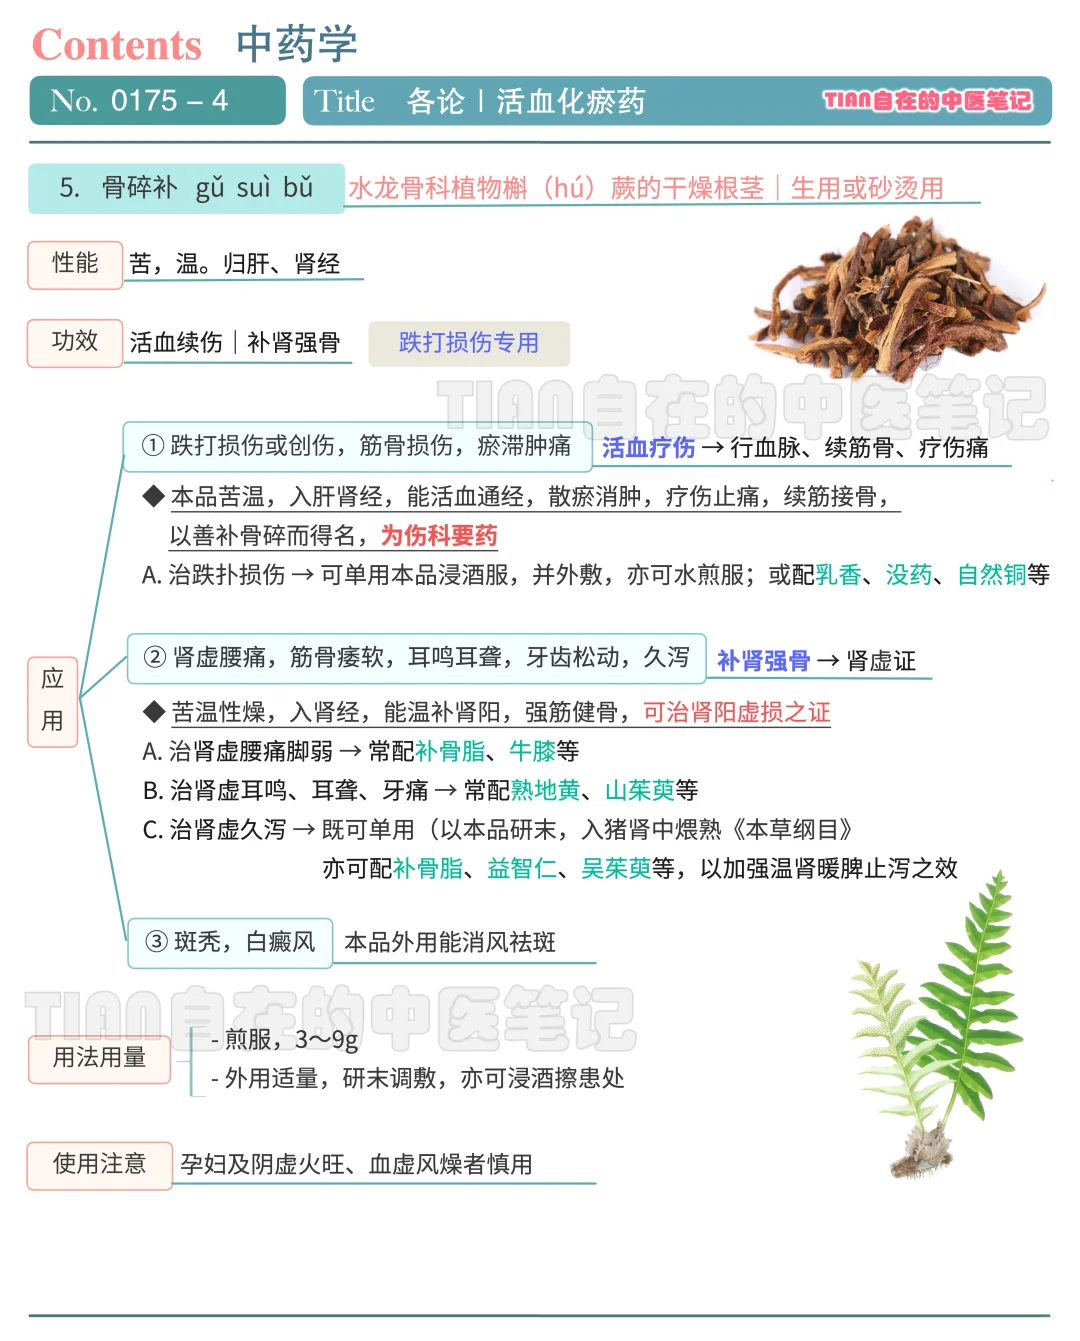 Contents 中药学
No. 0175 – 4
Title 各论｜活血化瘀药
TIAN自在的中医笔记
5. 骨碎补 gǔ suì bǔ 水龙骨科植物槲（hú）蕨的干燥根茎｜生用或砂烫用
性能 苦，温。归肝、肾经
功效 活血续伤｜补肾强骨 跌打损伤专用
TIAN自在的中医笔记
① 跌打损伤或创伤，筋骨损伤，瘀滞肿痛 活血疗伤 → 行血脉、续筋骨、疗伤痛
◆ 本品苦温，入肝肾经，能活血通经，散瘀消肿，疗伤止痛，续筋接骨，
以善补骨碎而得名，为伤科要药
A. 治跌扑损伤 → 可单用本品浸酒服，并外敷，亦可水煎服；或配乳香、没药、自然铜等
应用
② 肾虚腰痛，筋骨痿软，耳鸣耳聋，牙齿松动，久泻 补肾强骨 → 肾虚证
◆ 苦温性燥，入肾经，能温补肾阳，强筋健骨，可治肾阳虚损之证
A. 治肾虚腰痛脚弱 → 常配补骨脂、牛膝等
B. 治肾虚耳鸣、耳聋、牙痛 → 常配熟地黄、山茱萸等
C. 治肾虚久泻 → 既可单用（以本品研末，入猪肾中煨熟《本草纲目》
亦可配补骨脂、益智仁、吴茱萸等，以加强温肾暖脾止泻之效
③ 斑秃，白癜风 本品外用能消风祛斑
TIAN自在的中医笔记
用法用量
- 煎服，3～9g
- 外用适量，研末调敷，亦可浸酒擦患处
使用注意 孕妇及阴虚火旺、血虚风燥者慎用